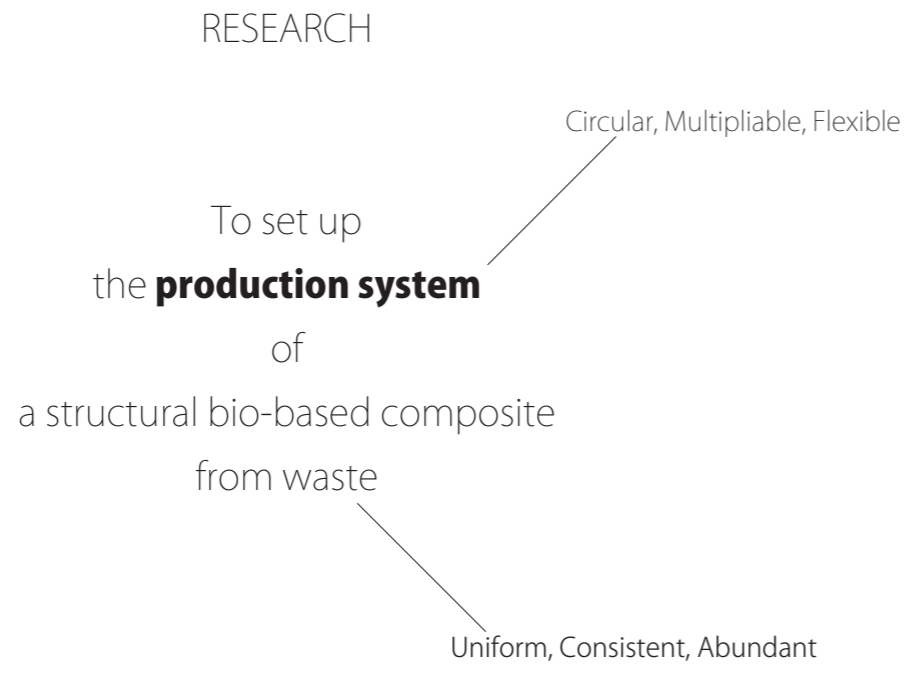 RESEARCH
Circular, Multipliable, Flexible
To set up
the production system
of
a structural bio-based composite
from waste
Uniform, Consistent, Abundant